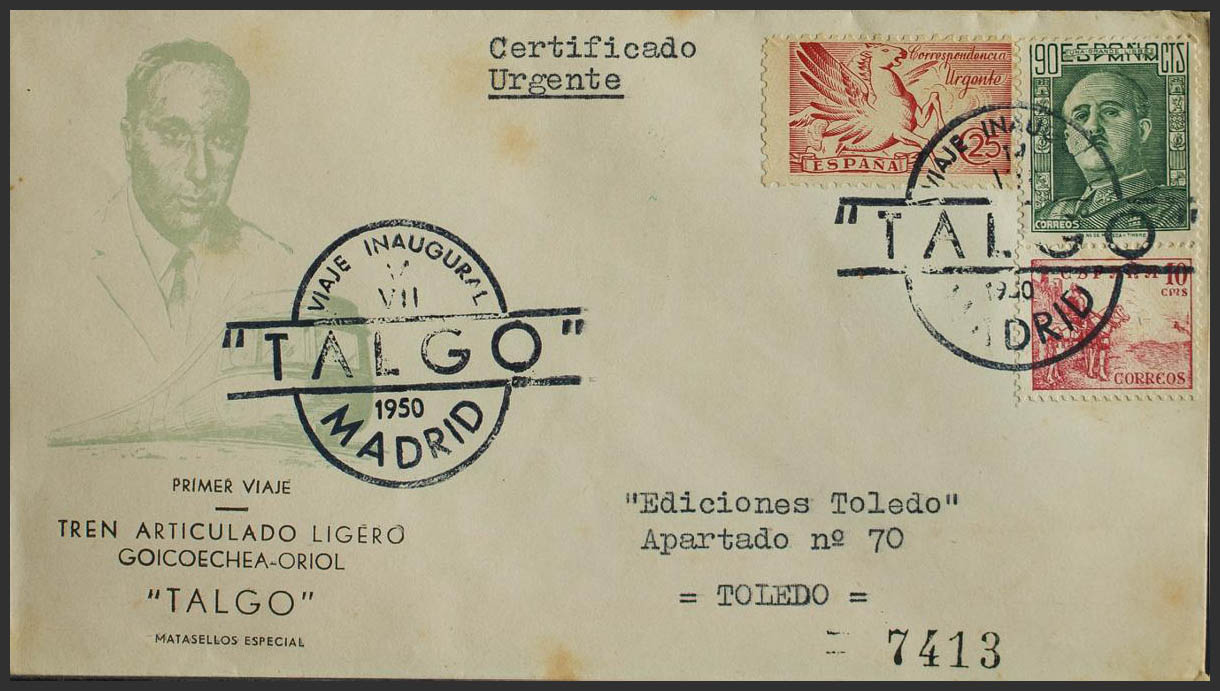 Certificado
Urgente
Correspondencia
Urgente
25
ESPAÑA
90 ESPAÑA CTS
CORREOS
ESPAÑA 10
CTS
CORREOS
VIAJE INAUGURAL
VII
"TALGO"
1950
MADRID
VIAJE
"TALGO"
1950
MADRID
PRIMER VIAJE
TREN ARTICULADO LIGERO
GOICOECHEA-ORIOL
"TALGO"
MATASELLOS ESPECIAL
"Ediciones Toledo"
Apartado nº 70
= TOLEDO =
= 7413